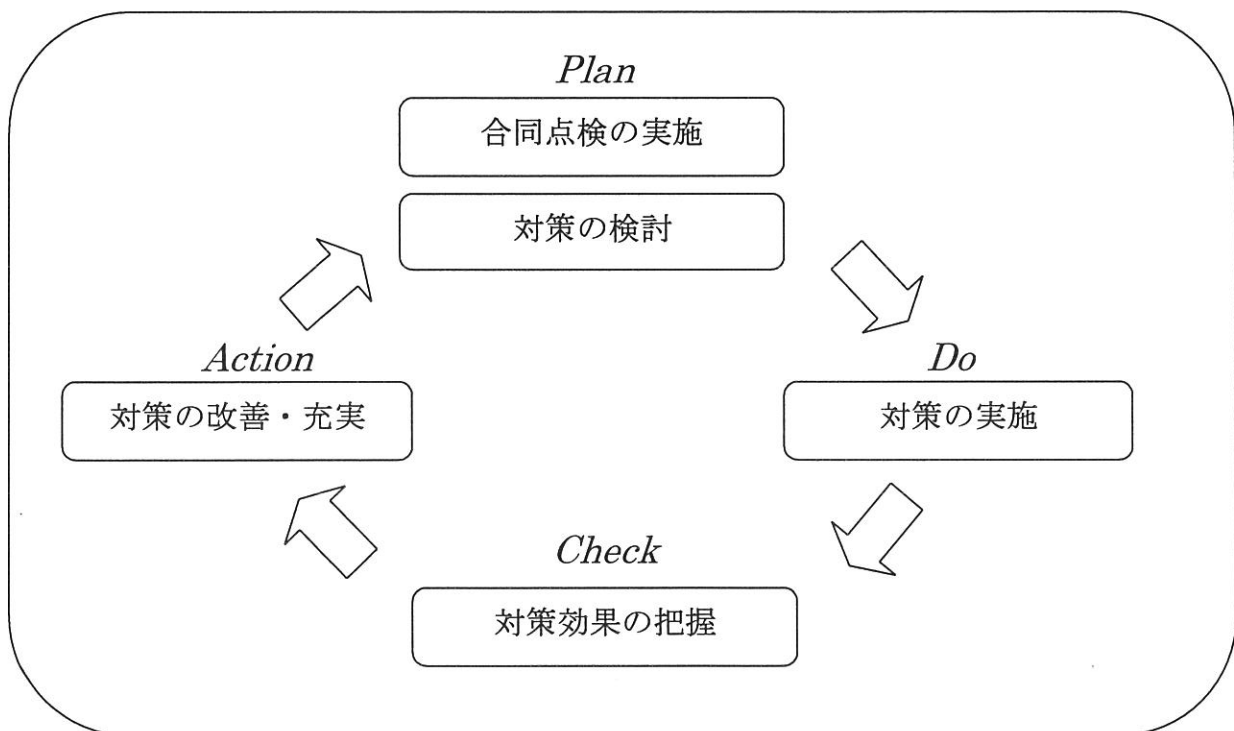 Plan
合同点検の実施
対策の検討
Action
対策の改善・充実
Do
対策の実施
Check
対策効果の把握